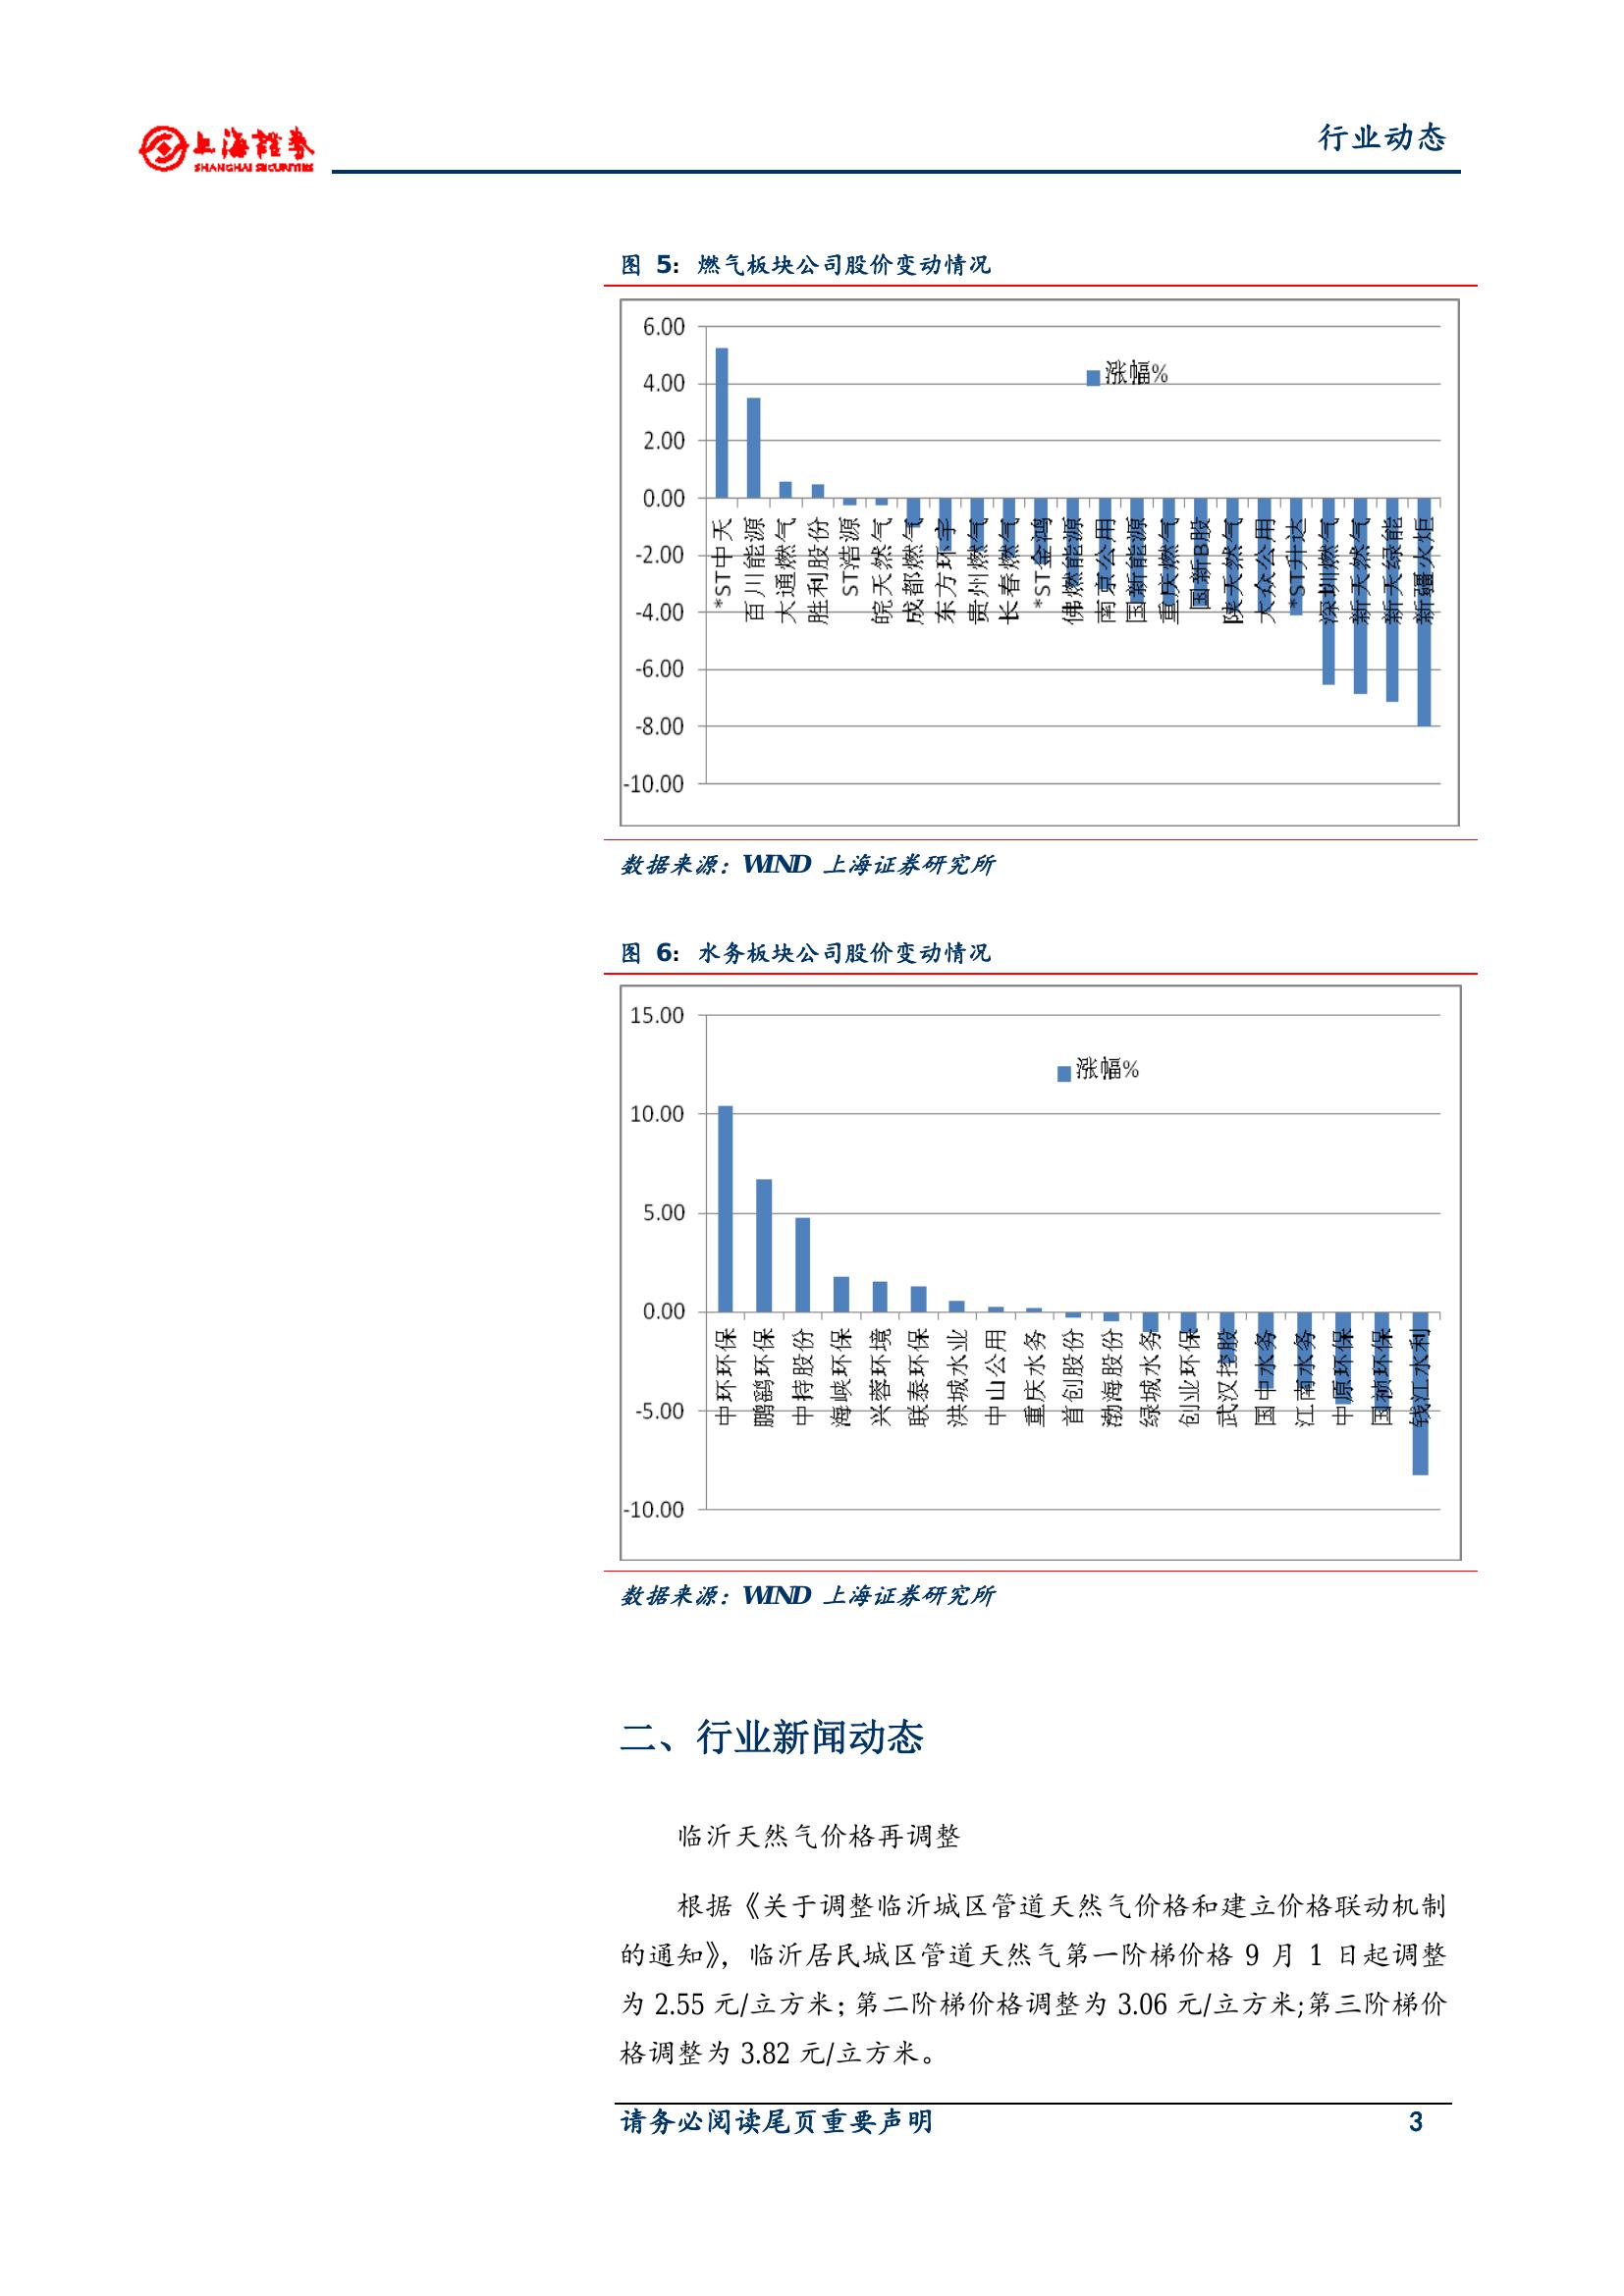 上海證券
SHANGHAI SECURITIES
行业动态
图 5: 燃气板块公司股价变动情况
6.00
4.00
2.00
0.00
-2.00
-4.00
-6.00
-8.00
-10.00
涨幅%
*ST中天
百川能源
大通燃气
胜利股份
ST浩源
皖天然气
成都燃气
东方环宇
贵州燃气
长春燃气
*ST金鸿
佛燃能源
南京公用
国新能源
重庆燃气
国新B股
陕天然气
大众公用
*ST升达
深圳燃气
新天然气
新天绿能
新疆火炬
数据来源: WIND 上海证券研究所
图 6: 水务板块公司股价变动情况
15.00
10.00
5.00
0.00
-5.00
-10.00
涨幅%
中环环保
鹏鹞环保
中持股份
海峡环保
兴蓉环境
联泰环保
洪城水业
中山公用
重庆水务
首创股份
渤海股份
绿城水务
创业环保
武汉控股
国中水务
江南水务
中原环保
国祯环保
钱江水利
数据来源: WIND 上海证券研究所
二、行业新闻动态
临沂天然气价格再调整
根据《关于调整临沂城区管道天然气价格和建立价格联动机制
的通知》，临沂居民城区管道天然气第一阶梯价格 9 月 1 日起调整
为 2.55 元/立方米；第二阶梯价格调整为 3.06 元/立方米;第三阶梯价
格调整为 3.82 元/立方米。
请务必阅读尾页重要声明 3